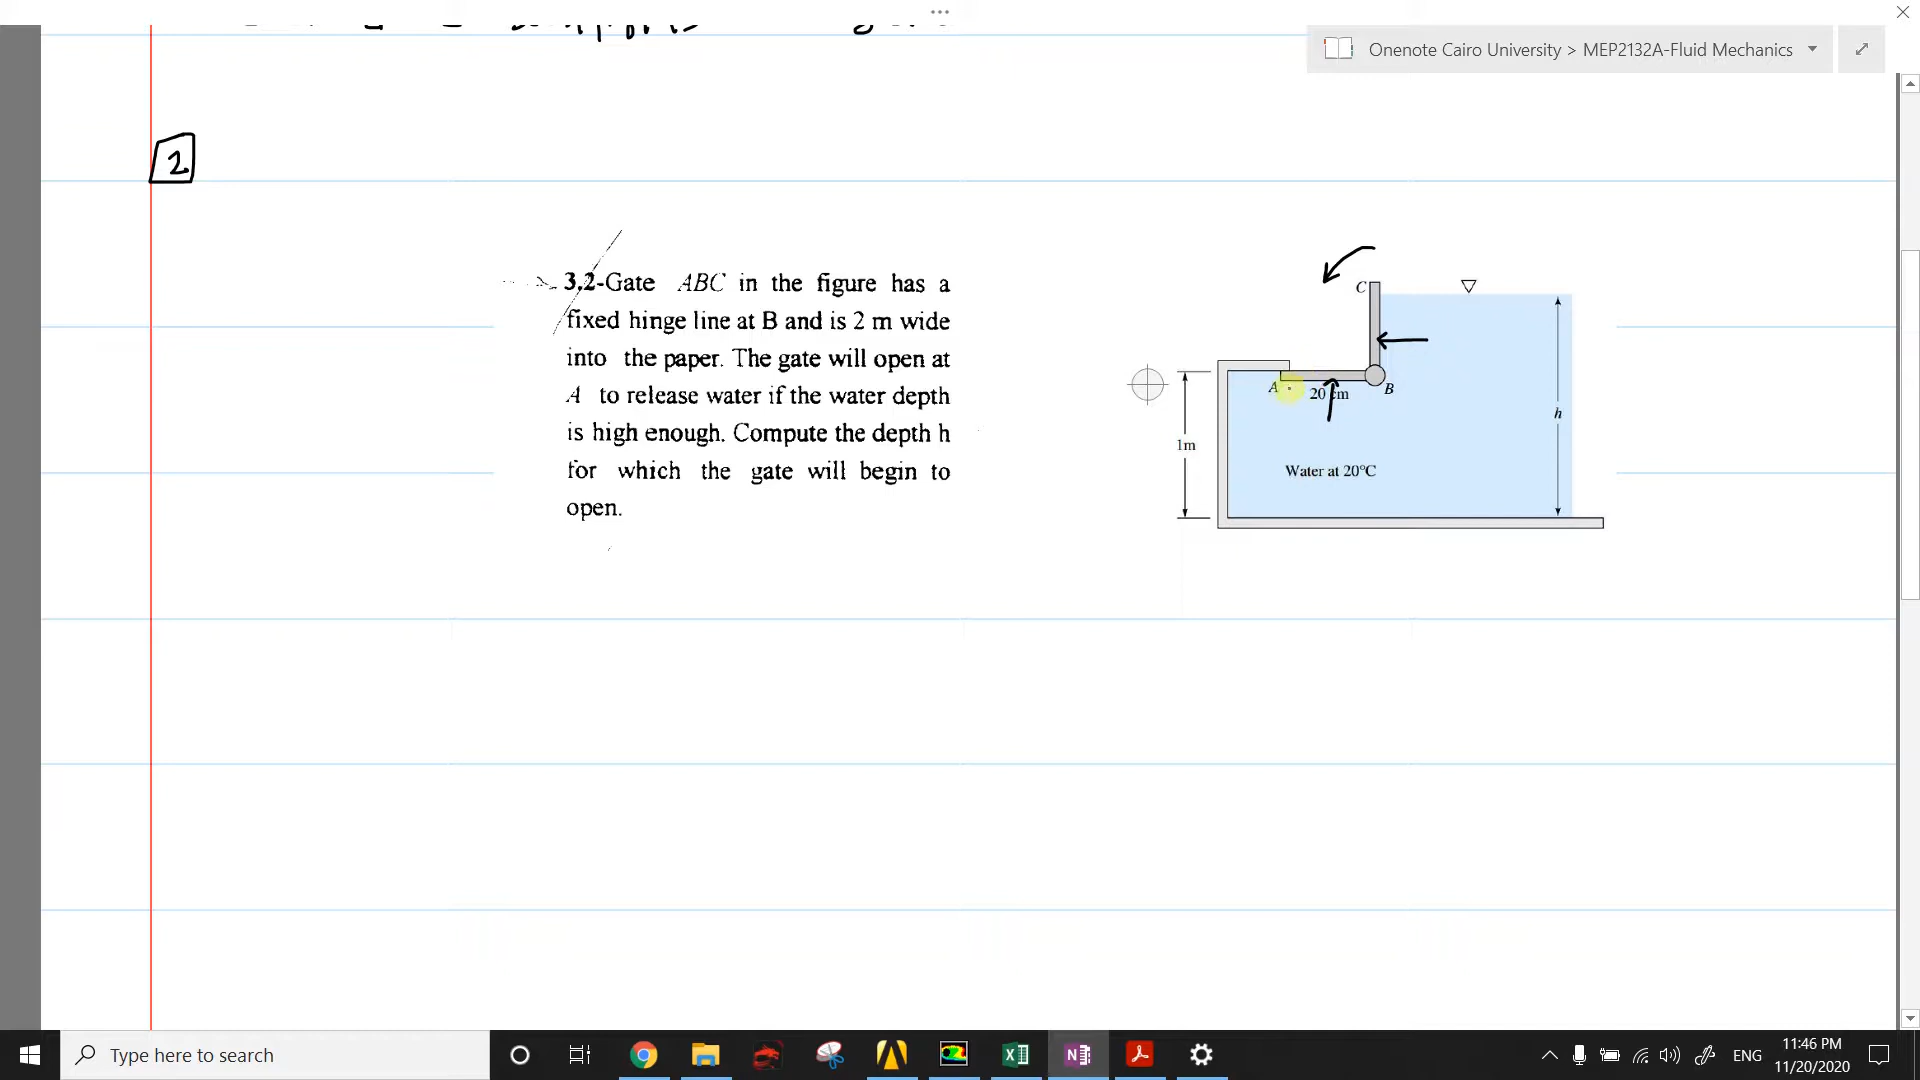 Onenote Cairo University > MEP2132A-Fluid Mechanics
2
3.2-Gate ABC in the figure has a
fixed hinge line at B and is 2 m wide
into the paper. The gate will open at
A to release water if the water depth
is high enough. Compute the depth h
for which the gate will begin to
open.
C
A
20 cm
B
h
1m
Water at 20°C
Type here to search
ENG
11:46 PM
11/20/2020